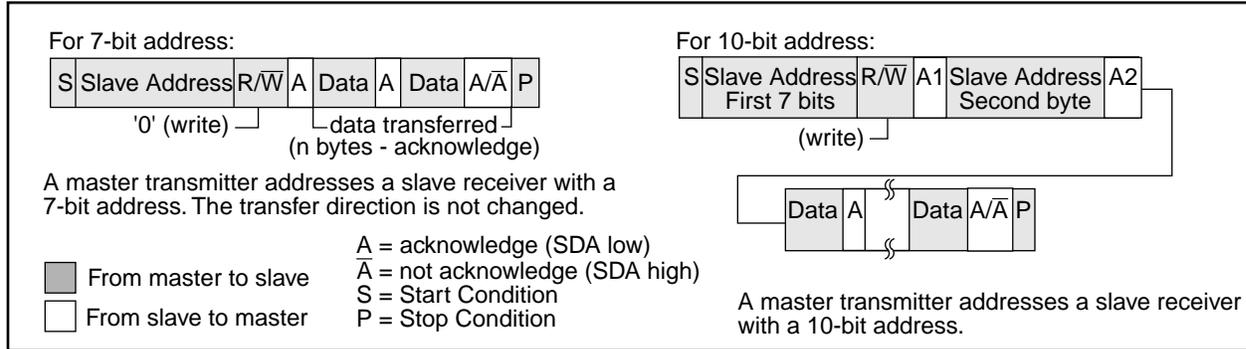 For 7-bit address:
S Slave Address R/W̅ A Data A Data A/A̅ P
'0' (write)
data transferred
(n bytes - acknowledge)
A master transmitter addresses a slave receiver with a
7-bit address. The transfer direction is not changed.
From master to slave
From slave to master
A = acknowledge (SDA low)
A̅ = not acknowledge (SDA high)
S = Start Condition
P = Stop Condition
For 10-bit address:
S Slave Address R/W̅ A1 Slave Address A2
First 7 bits Second byte
(write)
Data A Data A/A̅ P
A master transmitter addresses a slave receiver
with a 10-bit address.